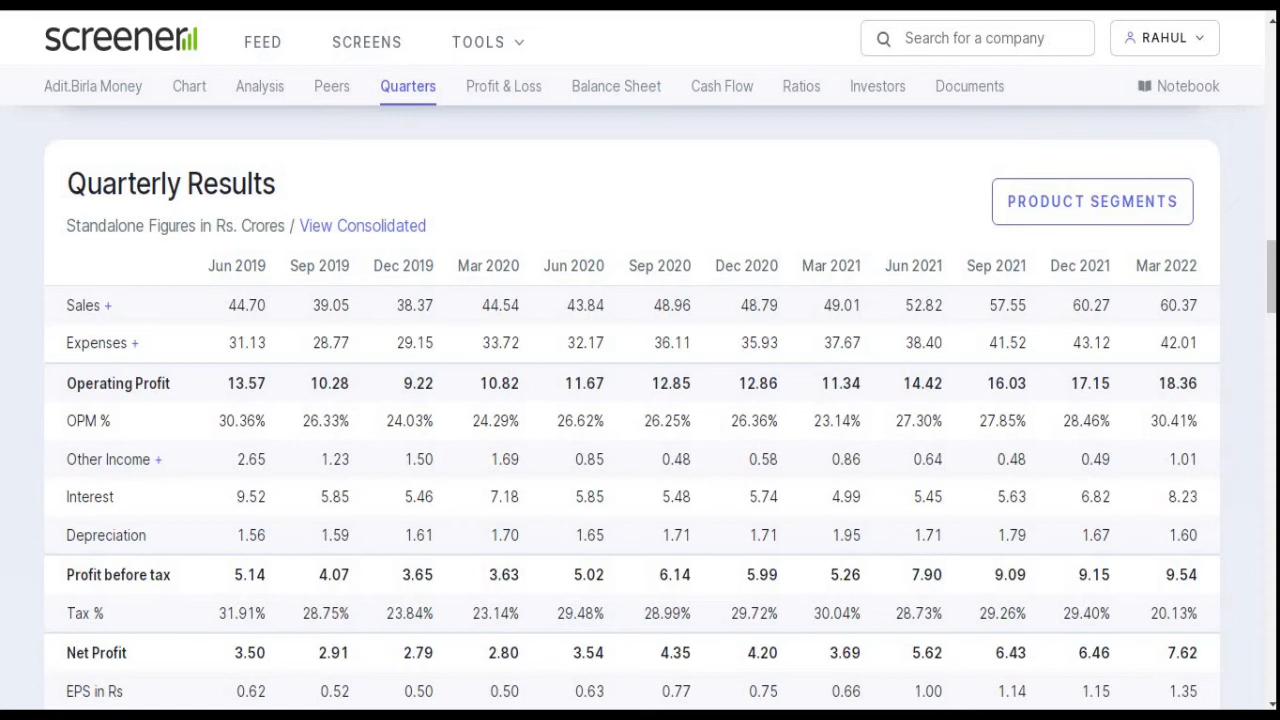 screener
FEED SCREENS TOOLS Search for a company RAHUL
Adit.Birla Money Chart Analysis Peers Quarters Profit & Loss Balance Sheet Cash Flow Ratios Investors Documents Notebook
Quarterly Results
PRODUCT SEGMENTS
Standalone Figures in Rs. Crores / View Consolidated
Jun 2019 Sep 2019 Dec 2019 Mar 2020 Jun 2020 Sep 2020 Dec 2020 Mar 2021 Jun 2021 Sep 2021 Dec 2021 Mar 2022
Sales + 44.70 39.05 38.37 44.54 43.84 48.96 48.79 49.01 52.82 57.55 60.27 60.37
Expenses + 31.13 28.77 29.15 33.72 32.17 36.11 35.93 37.67 38.40 41.52 43.12 42.01
Operating Profit 13.57 10.28 9.22 10.82 11.67 12.85 12.86 11.34 14.42 16.03 17.15 18.36
OPM % 30.36% 26.33% 24.03% 24.29% 26.62% 26.25% 26.36% 23.14% 27.30% 27.85% 28.46% 30.41%
Other Income + 2.65 1.23 1.50 1.69 0.85 0.48 0.58 0.86 0.64 0.48 0.49 1.01
Interest 9.52 5.85 5.46 7.18 5.85 5.48 5.74 4.99 5.45 5.63 6.82 8.23
Depreciation 1.56 1.59 1.61 1.70 1.65 1.71 1.71 1.95 1.71 1.79 1.67 1.60
Profit before tax 5.14 4.07 3.65 3.63 5.02 6.14 5.99 5.26 7.90 9.09 9.15 9.54
Tax % 31.91% 28.75% 23.84% 23.14% 29.48% 28.99% 29.72% 30.04% 28.73% 29.26% 29.40% 20.13%
Net Profit 3.50 2.91 2.79 2.80 3.54 4.35 4.20 3.69 5.62 6.43 6.46 7.62
EPS in Rs 0.62 0.52 0.50 0.50 0.63 0.77 0.75 0.66 1.00 1.14 1.15 1.35